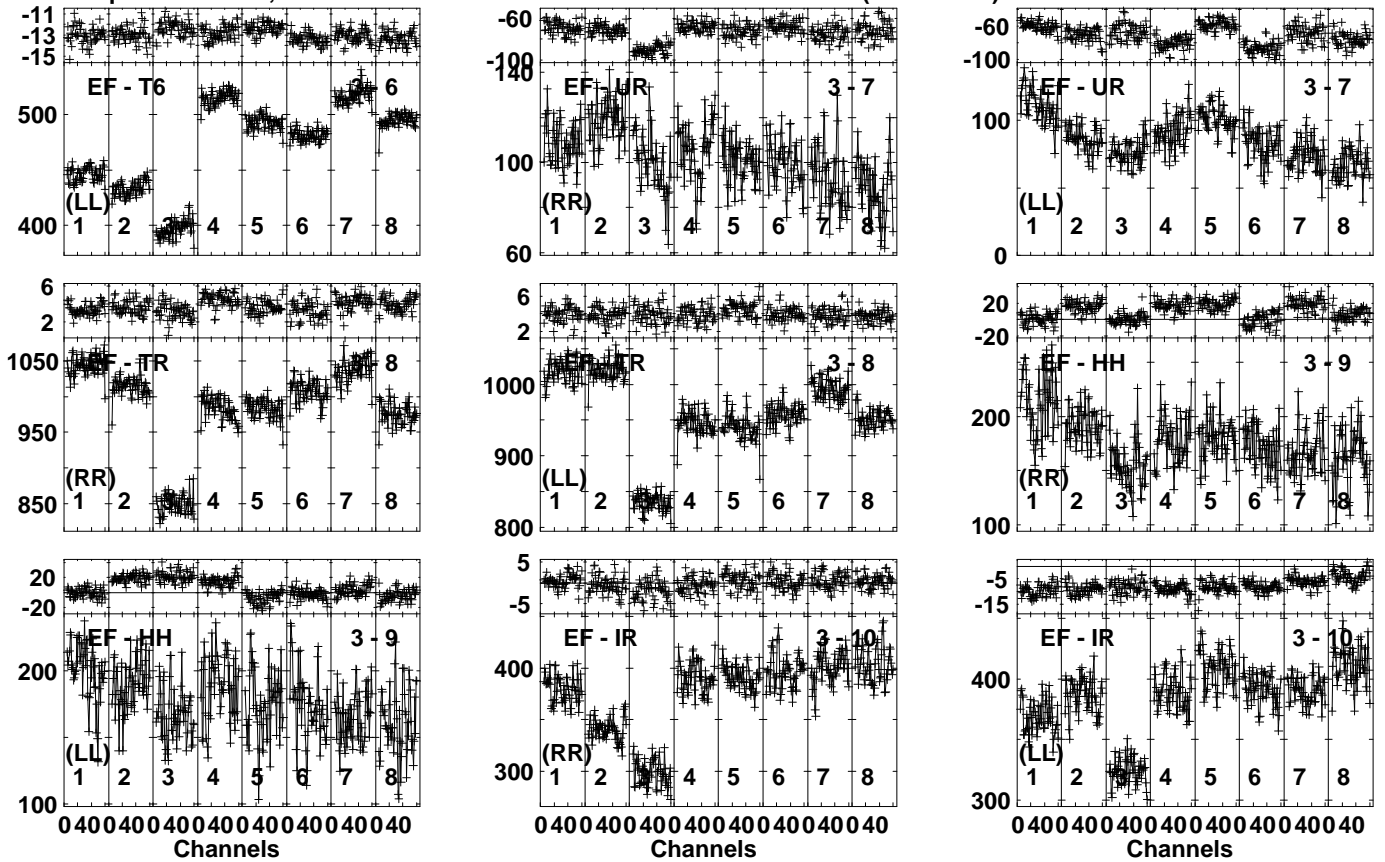 -11
-13
-15
EF - T6 3 - 6
500
400
(LL)
1 2 3 4 5 6 7 8
-60
-100
140
EF - UR 3 - 7
100
60
(RR)
1 2 3 4 5 6 7 8
-60
-100
EF - UR 3 - 7
100
0
(LL)
1 2 3 4 5 6 7 8
6
2
1050
EF - TR 3 - 8
950
850
(RR)
1 2 3 4 5 6 7 8
6
2
EF - TR 3 - 8
1000
900
800
(LL)
1 2 3 4 5 6 7 8
20
-20
EF - HH 3 - 9
200
100
(RR)
1 2 3 4 5 6 7 8
20
-20
EF - HH 3 - 9
200
100
(LL)
1 2 3 4 5 6 7 8
0 40 0 40 0 40 0 40 0 40 0 40 0 40 0 40
Channels
5
-5
EF - IR 3 - 10
400
300
(RR)
1 2 3 4 5 6 7 8
0 40 0 40 0 40 0 40 0 40 0 40 0 40 0 40
Channels
-5
-15
EF - IR 3 - 10
400
300
(LL)
1 2 3 4 5 6 7 8
0 40 0 40 0 40 0 40 0 40 0 40 0 40 0 40
Channels